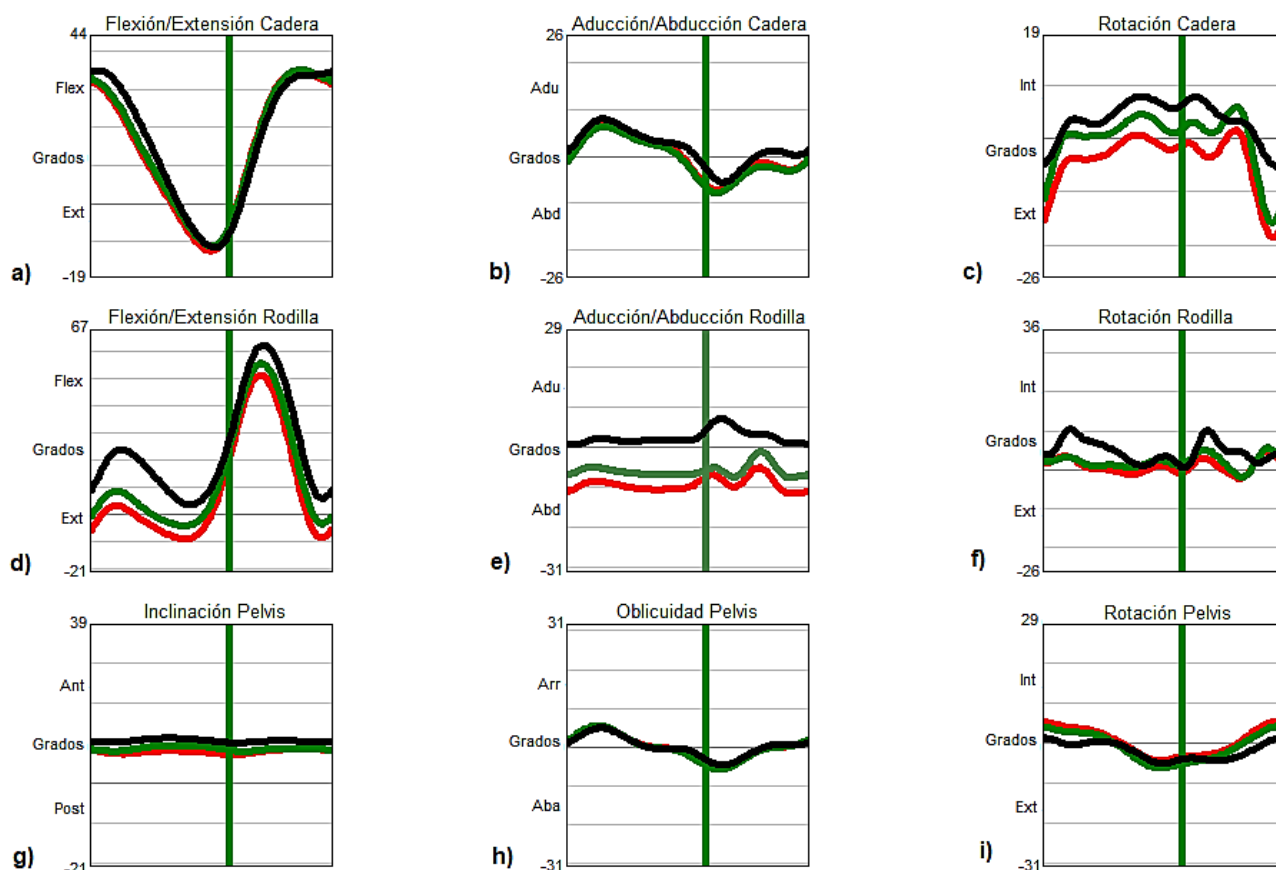 Flexión/Extensión Cadera
44
Flex
Grados
Ext
-19
a)
Aducción/Abducción Cadera
26
Adu
Grados
Abd
-26
b)
Rotación Cadera
19
Int
Grados
Ext
-26
c)
Flexión/Extensión Rodilla
67
Flex
Grados
Ext
-21
d)
Aducción/Abducción Rodilla
29
Adu
Grados
Abd
-31
e)
Rotación Rodilla
36
Int
Grados
Ext
-26
f)
Inclinación Pelvis
39
Ant
Grados
Post
-21
g)
Oblicuidad Pelvis
31
Arr
Grados
Aba
-31
h)
Rotación Pelvis
29
Int
Grados
Ext
-31
i)